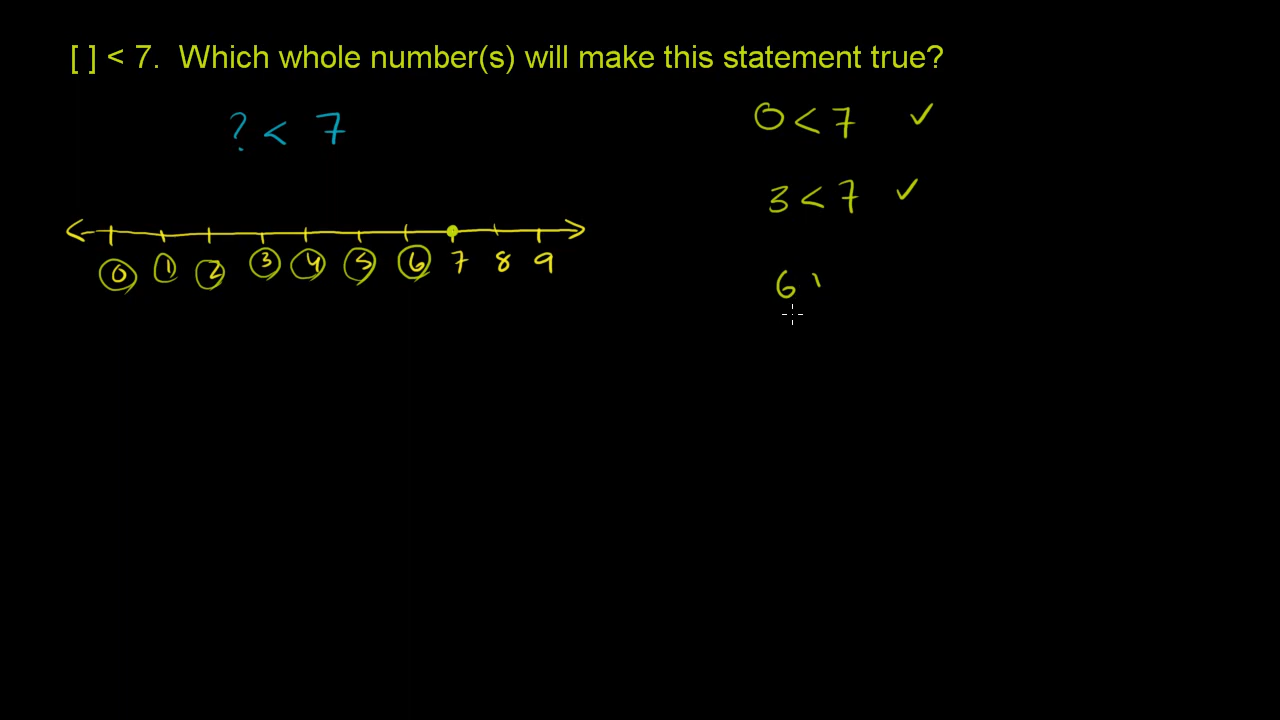 [ ] < 7. Which whole number(s) will make this statement true?
? < 7
0 < 7 ✓
3 < 7 ✓
0 1 2 3 4 5 6 7 8 9
6